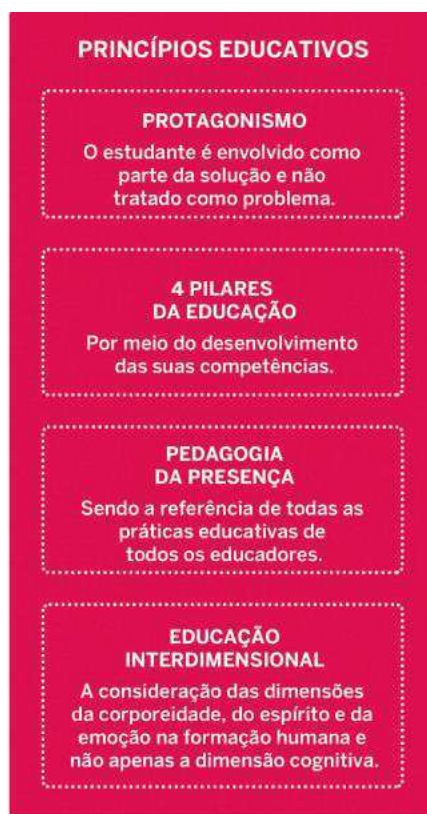 PRINCÍPIOS EDUCATIVOS
PROTAGONISMO
O estudante é envolvido como
parte da solução e não
tratado como problema.
4 PILARES
DA EDUCAÇÃO
Por meio do desenvolvimento
das suas competências.
PEDAGOGIA
DA PRESENÇA
Sendo a referência de todas as
práticas educativas de
todos os educadores.
EDUCAÇÃO
INTERDIMENSIONAL
A consideração das dimensões
da corporeidade, do espírito e da
emoção na formação humana e
não apenas a dimensão cognitiva.